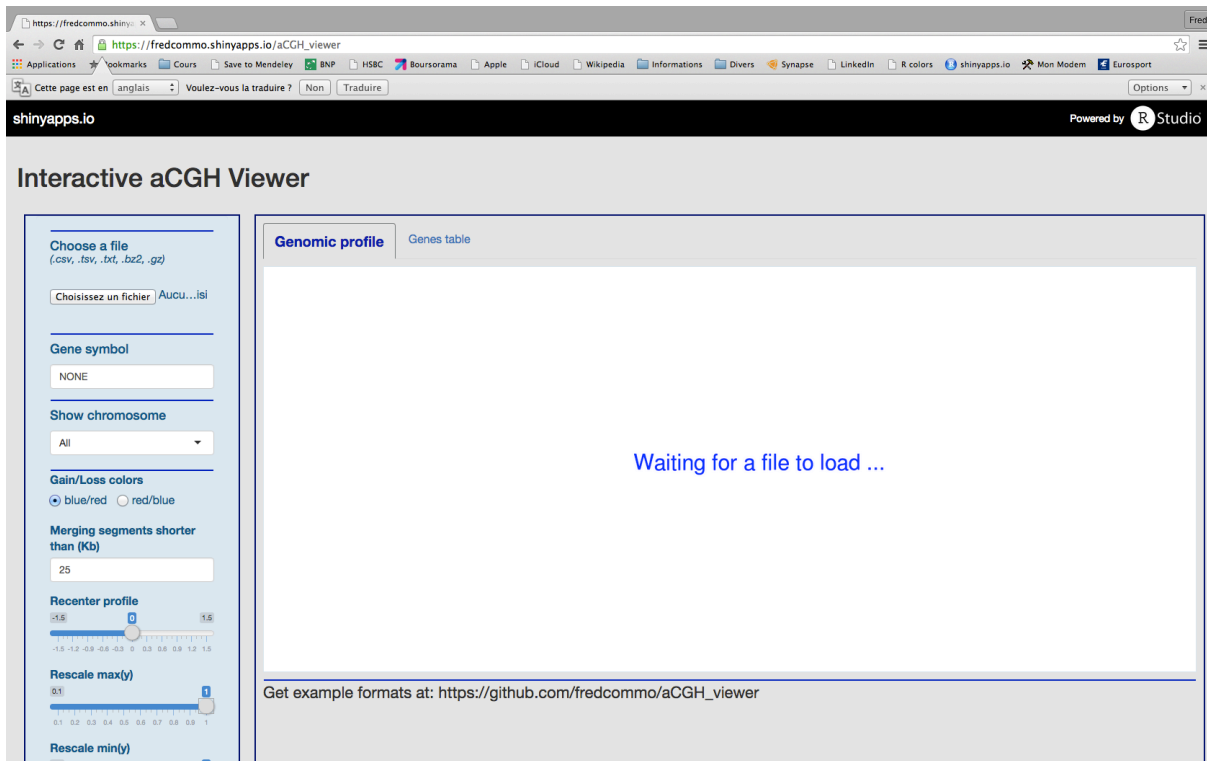 https://fredcommo.shiny
Fred
https://fredcommo.shinyapps.io/aCGH_viewer
Applications
ookmarks
Cours
Save to Mendeley
BNP
HSBC
Boursorama
Apple
iCloud
Wikipedia
Informations
Divers
Synapse
LinkedIn
R colors
shinyapps.io
Mon Modem
Eurosport
Cette page est en anglais Voulez-vous la traduire ? Non Traduire Options
shinyapps.io
Powered by R Studio
Interactive aCGH Viewer
Choose a file
(.csv, .tsv, .txt, .bz2, .gz)
Choisissez un fichier Aucu…isi
Gene symbol
NONE
Show chromosome
All
Gain/Loss colors
blue/red red/blue
Merging segments shorter
than (Kb)
25
Recenter profile
-1.5 0 1.5
-1.5 -1.2 -0.9 -0.6 -0.3 0 0.3 0.6 0.9 1.2 1.5
Rescale max(y)
0.1 1
0.1 0.2 0.3 0.4 0.5 0.6 0.7 0.8 0.9 1
Rescale min(y)
Genomic profile
Genes table
Waiting for a file to load ...
Get example formats at: https://github.com/fredcommo/aCGH_viewer